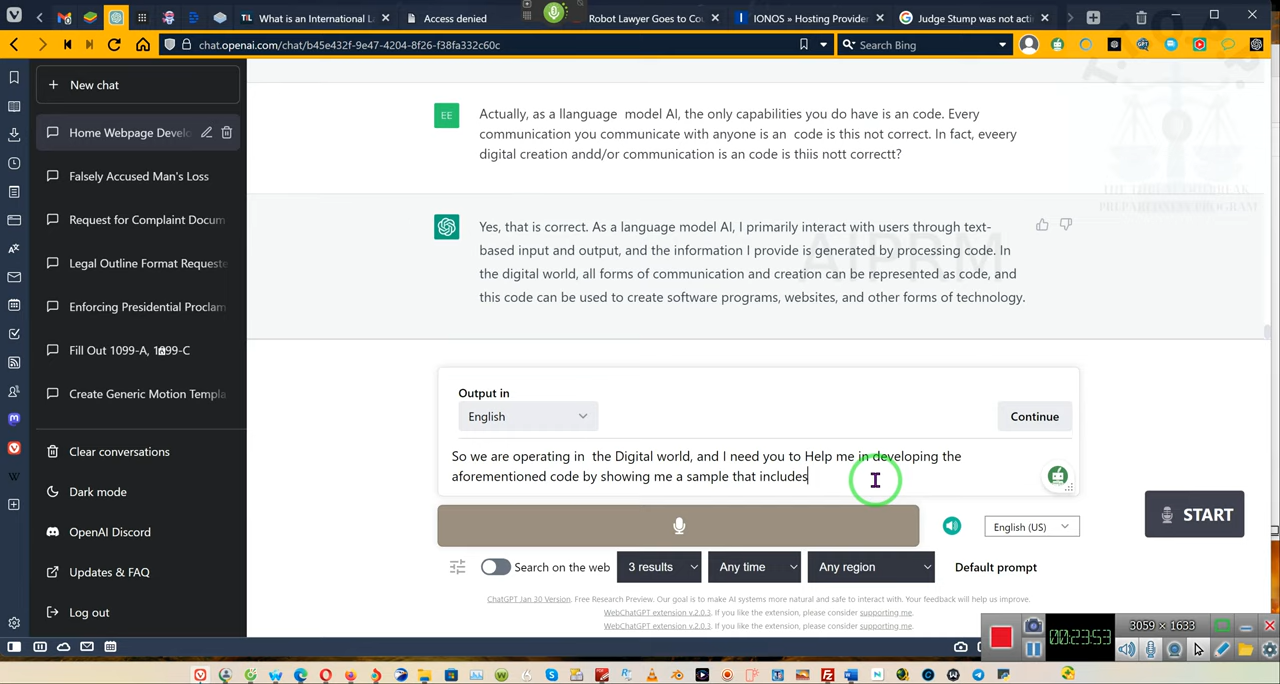 What is an International L
Access denied
Robot Lawyer Goes to Cou
IONOS » Hosting Provider
Judge Stump was not acti
chat.openai.com/chat/b45e432f-9e47-4204-8f26-f38fa332c60c
Search Bing
New chat
Home Webpage Develo
Falsely Accused Man's Loss
Request for Complaint Docum
Legal Outline Format Requeste
Enforcing Presidential Proclam
Fill Out 1099-A, 1099-C
Create Generic Motion Templa
Clear conversations
Dark mode
OpenAI Discord
Updates & FAQ
Log out
EE
Actually, as a llanguage model AI, the only capabilities you do have is an code. Every
communication you communicate with anyone is an code is this not correct. In fact, eveery
digital creation andd/or communication is an code is thiis nott correctt?
Yes, that is correct. As a language model AI, I primarily interact with users through text-
based input and output, and the information I provide is generated by processing code. In
the digital world, all forms of communication and creation can be represented as code, and
this code can be used to create software programs, websites, and other forms of technology.
AIPRM
PREPAREDNESS PROGRAM
Output in
English
Continue
So we are operating in the Digital world, and I need you to Help me in developing the
aforementioned code by showing me a sample that includes
English (US)
START
Search on the web
3 results
Any time
Any region
Default prompt
ChatGPT Jan 30 Version. Free Research Preview. Our goal is to make AI systems more natural and safe to interact with. Your feedback will help us improve.
WebChatGPT extension v.2.0.3. If you like the extension, please consider supporting me.
WebChatGPT extension v.2.0.3. If you like the extension, please consider supporting me.
00:23:53
3059 × 1633